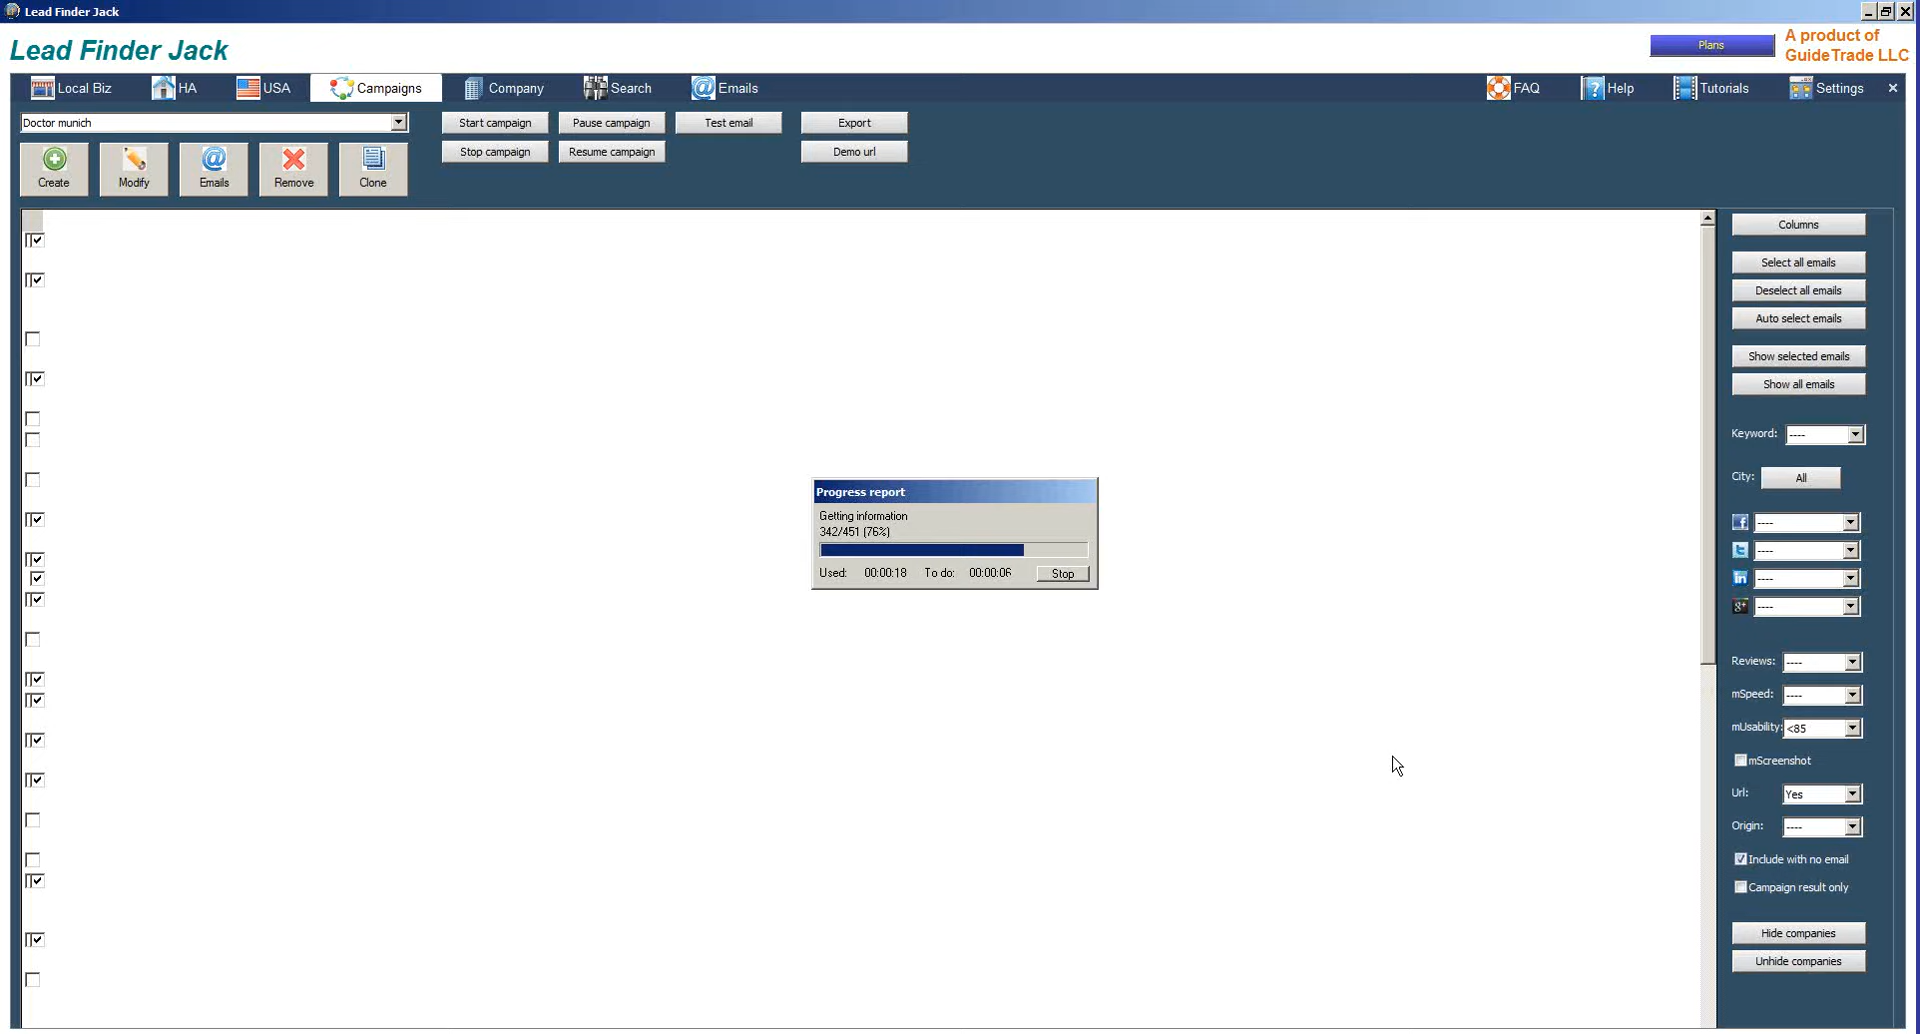 Lead Finder Jack
Lead Finder Jack
Plans
A product of
GuideTrade LLC
Local Biz
HA
USA
Campaigns
Company
Search
Emails
FAQ
Help
Tutorials
Settings
Doctor munich
Start campaign
Pause campaign
Test email
Export
Stop campaign
Resume campaign
Demo url
Create
Modify
Emails
Remove
Clone
Columns
Select all emails
Deselect all emails
Auto select emails
Show selected emails
Show all emails
Keyword: ----
City: All
----
----
----
----
Reviews: ----
mSpeed: ----
mUsability: <85
mScreenshot
Url: Yes
Origin: ----
Include with no email
Campaign result only
Hide companies
Unhide companies
Progress report
Getting information
342/451 (76%)
Used: 00:00:18 To do: 00:00:06 Stop